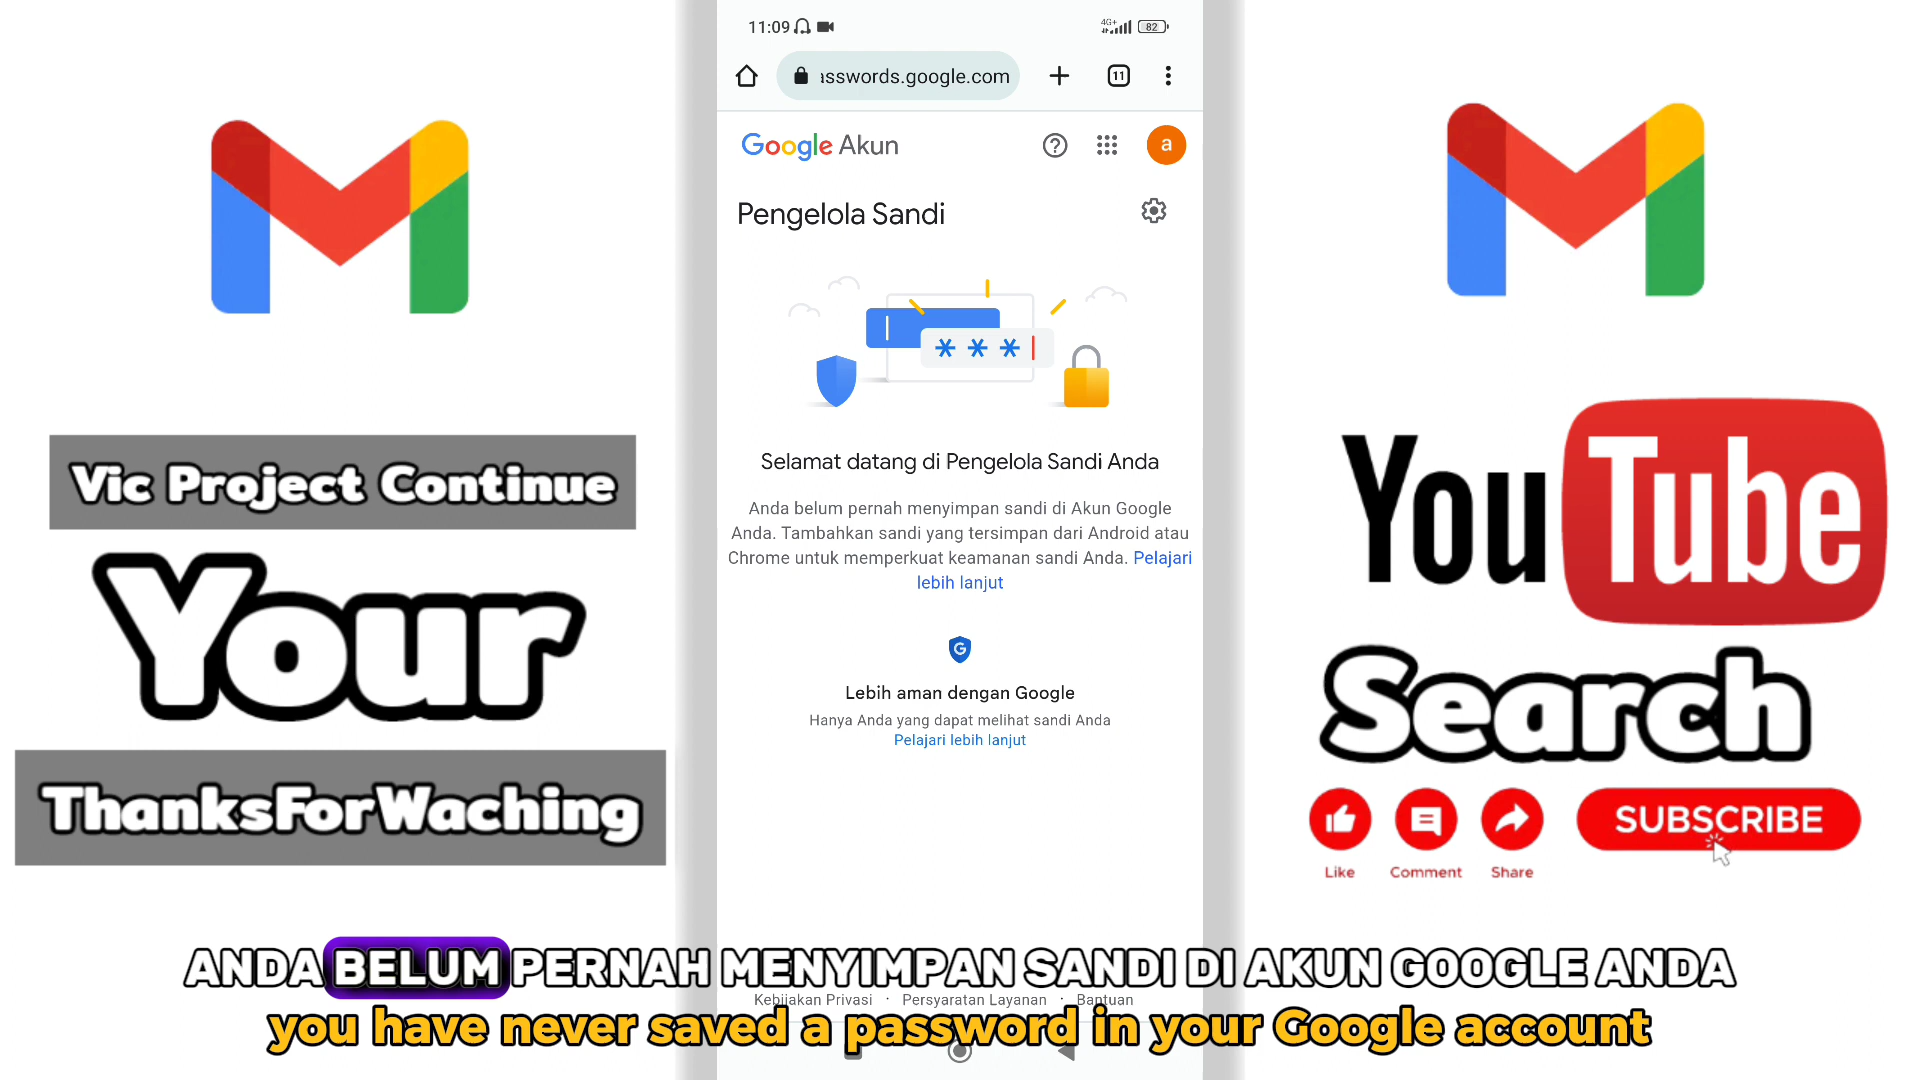 11:09
4G+
82
asswords.google.com
11
Google Akun
a
Pengelola Sandi
* * *
Selamat datang di Pengelola Sandi Anda
Anda belum pernah menyimpan sandi di Akun Google
Anda. Tambahkan sandi yang tersimpan dari Android atau
Chrome untuk memperkuat keamanan sandi Anda. Pelajari
lebih lanjut
G
Lebih aman dengan Google
Hanya Anda yang dapat melihat sandi Anda
Pelajari lebih lanjut
Kebijakan Privasi · Persyaratan Layanan · Bantuan
Vic Project Continue
Your
ThanksForWaching
YouTube
Search
SUBSCRIBE
Like Comment Share
ANDA BELUM PERNAH MENYIMPAN SANDI DI AKUN GOOGLE ANDA
you have never saved a password in your Google account